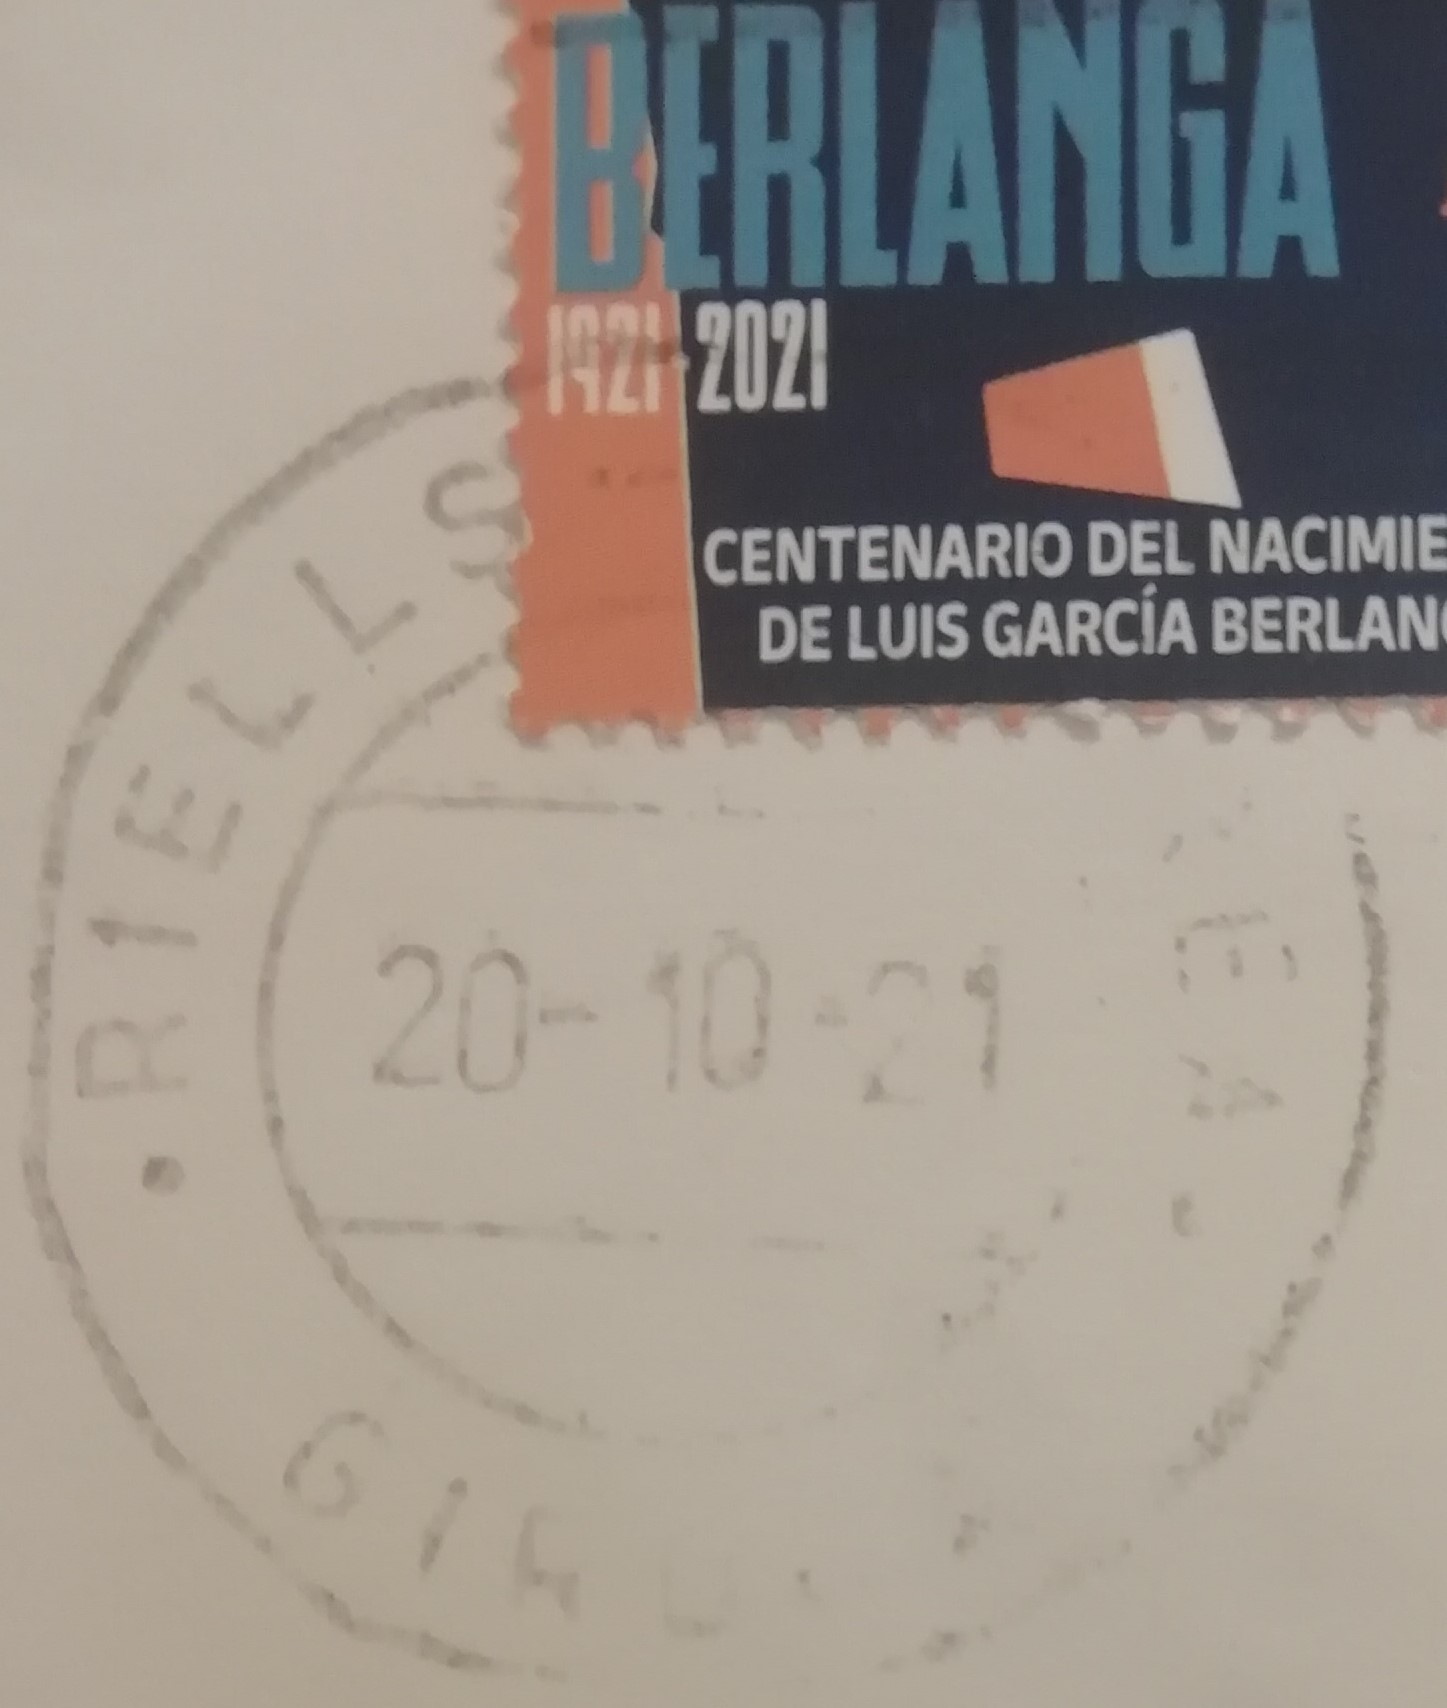 BERLANGA
1921-2021
CENTENARIO DEL NACIMIE
DE LUIS GARCÍA BERLANG
RIELLS
20-10-21